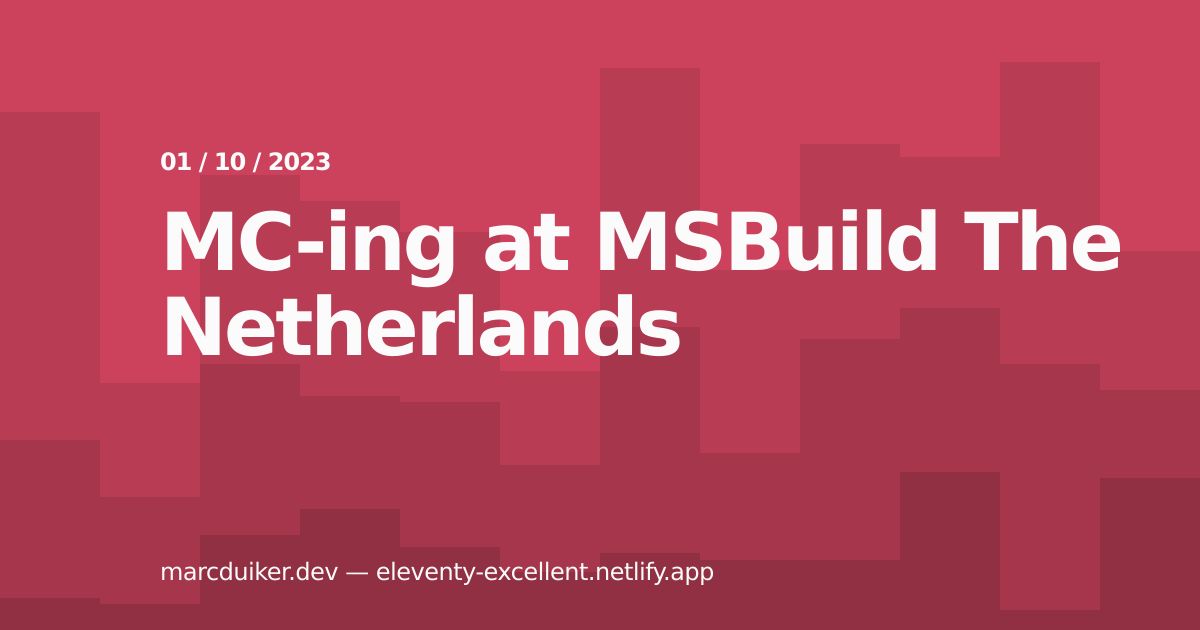 01 / 10 / 2023
MC-ing at MSBuild The
Netherlands
marcduiker.dev — eleventy-excellent.netlify.app